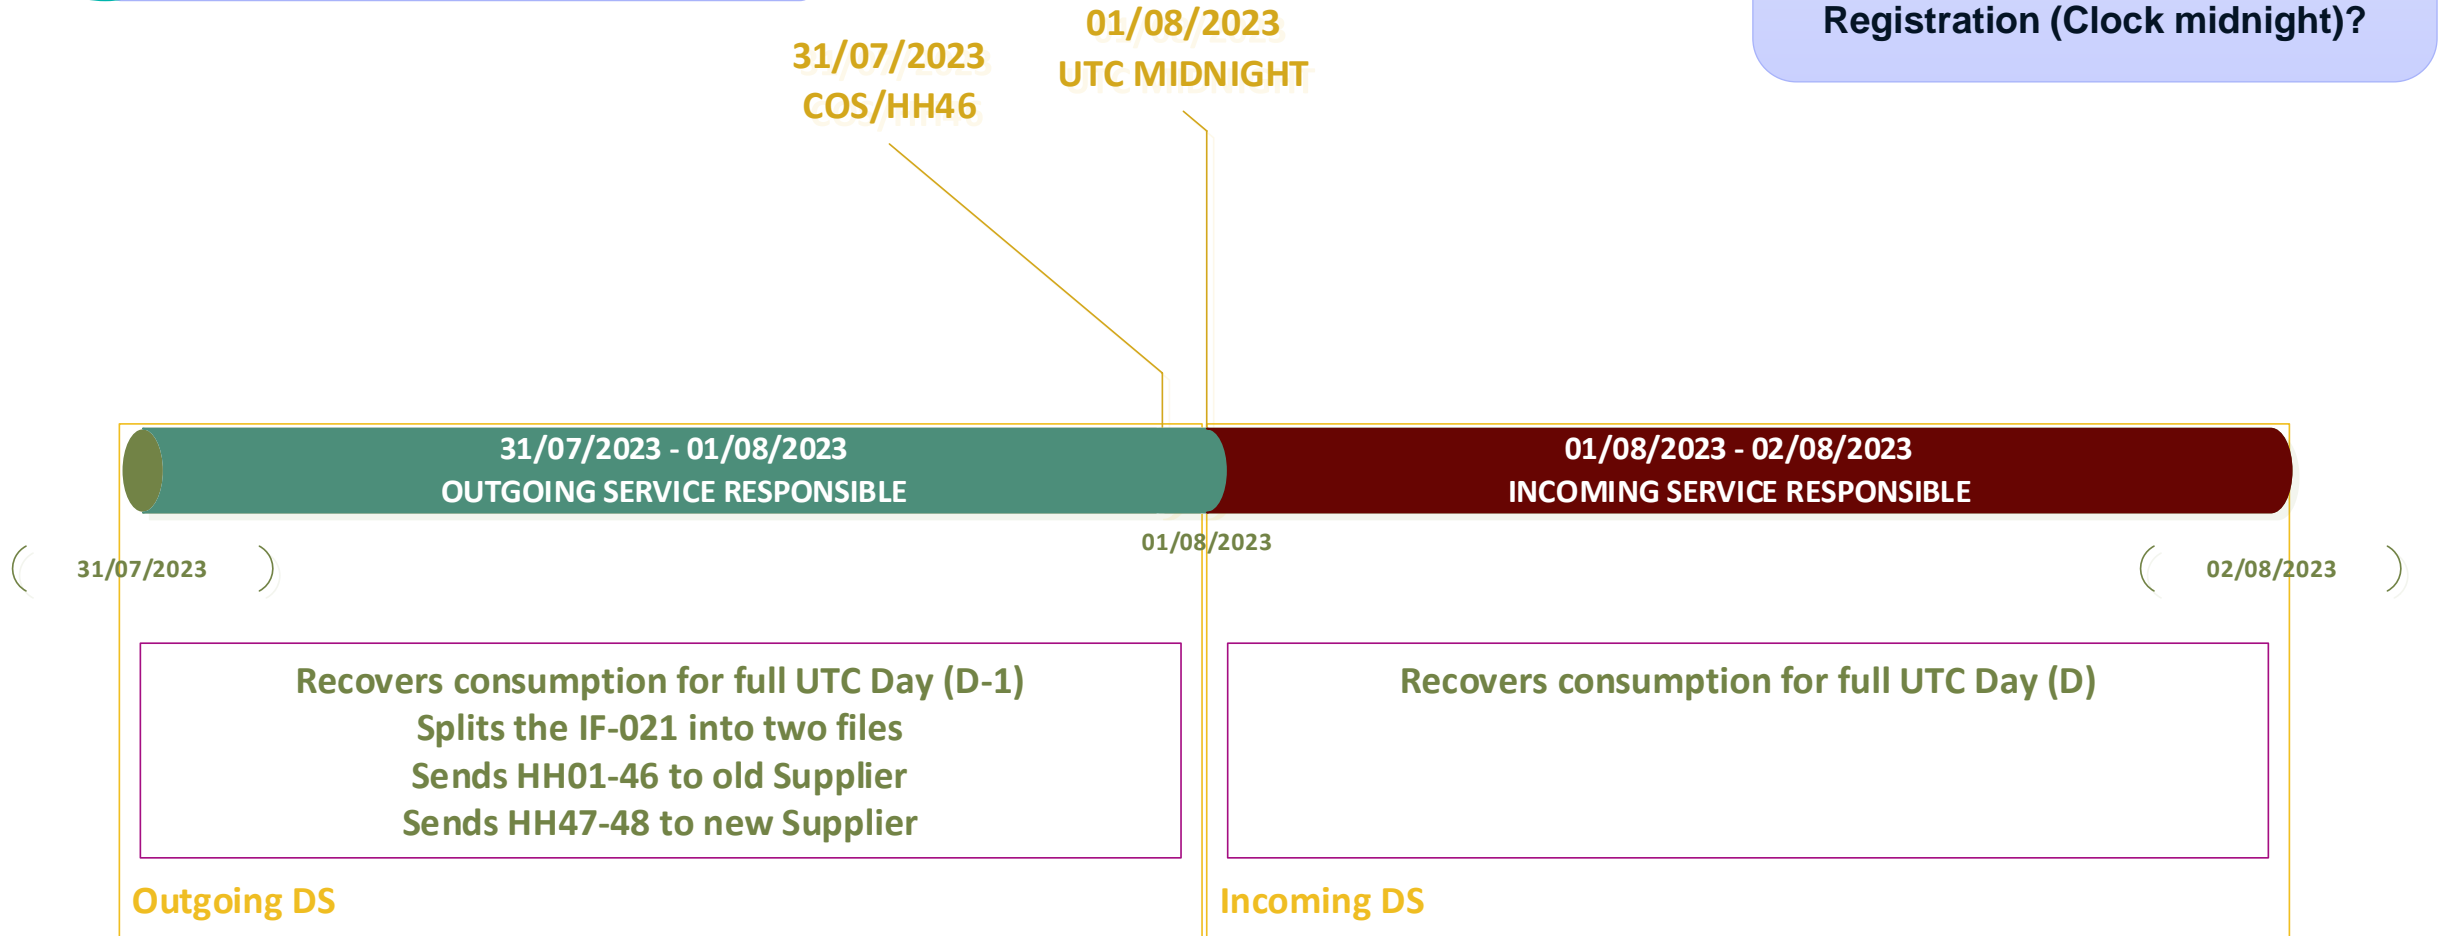 Registration (Clock midnight)?
01/08/2023
UTC MIDNIGHT
31/07/2023
COS/HH46
31/07/2023 - 01/08/2023
OUTGOING SERVICE RESPONSIBLE
01/08/2023 - 02/08/2023
INCOMING SERVICE RESPONSIBLE
01/08/2023
31/07/2023
02/08/2023
Recovers consumption for full UTC Day (D-1)
Splits the IF-021 into two files
Sends HH01-46 to old Supplier
Sends HH47-48 to new Supplier
Recovers consumption for full UTC Day (D)
Outgoing DS
Incoming DS